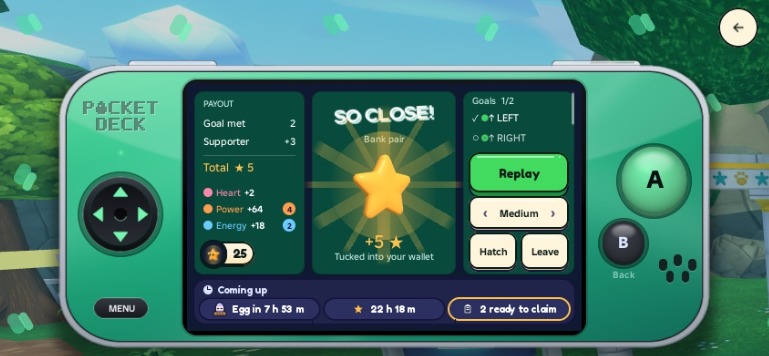 POCKET
DECK
PAYOUT
Goal met 2
Supporter +3
Total ★ 5
Heart +2
Power +64 4
Energy +18 2
25
SO CLOSE!
Bank pair
+5 ★
Tucked into your wallet
Goals 1/2
✓ ↑ LEFT
○ ↑ RIGHT
Replay
‹ Medium ›
Hatch Leave
Coming up
Egg in 7 h 53 m
★ 22 h 18 m
2 ready to claim
A
B
Back
MENU